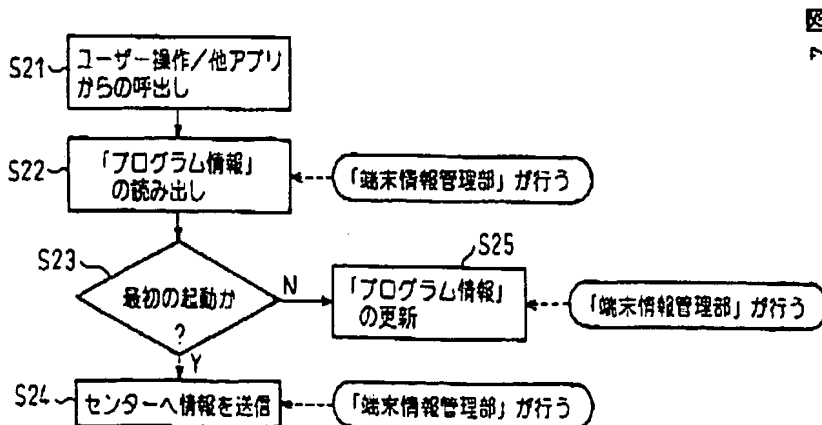 S21
ユーザー操作/他アプリ
からの呼出し
S22
「プログラム情報」
の読み出し
「端末情報管理部」が行う
S23
最初の起動か
?
N
Y
S25
「プログラム情報」
の更新
「端末情報管理部」が行う
S24
センターへ情報を送信
「端末情報管理部」が行う
図
7